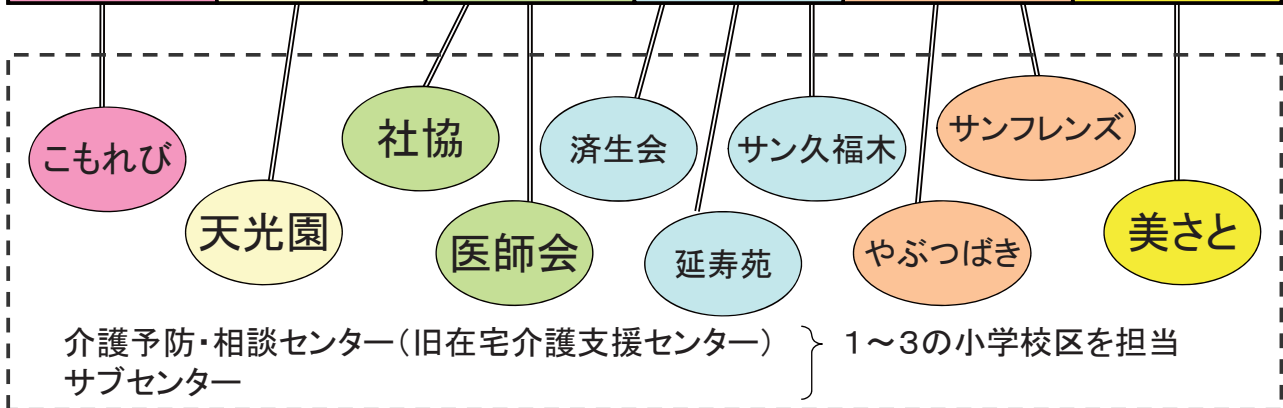 こもれび
天光園
社協
医師会
済生会
延寿苑
サン久福木
やぶつばき
サンフレンズ
美さと
介護予防・相談センター(旧在宅介護支援センター)
サブセンター
1~3の小学校区を担当